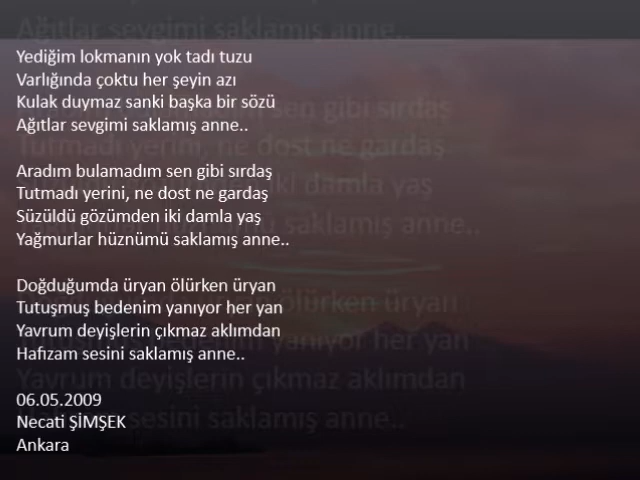 Yediğim lokmanın yok tadı tuzu
Varlığında çoktu her şeyin azı
Kulak duymaz sanki başka bir sözü
Ağıtlar sevgimi saklamış anne..
Aradım bulamadım sen gibi sırdaş
Tutmadı yerini, ne dost ne gardaş
Süzüldü gözümden iki damla yaş
Yağmurlar hüznümü saklamış anne..
Doğduğumda üryan ölürken üryan
Tutuşmuş bedenim yanıyor her yan
Yavrum deyişlerin çıkmaz aklımdan
Hafızam sesini saklamış anne..
06.05.2009
Necati ŞİMŞEK
Ankara